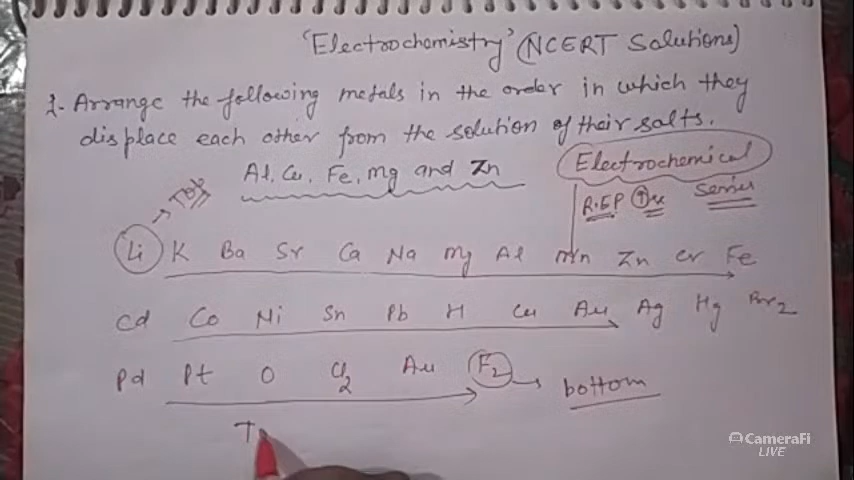 'Electrochemistry' (NCERT Solutions)
1- Arrange the following metals in the order in which they
displace each other from the solution of their salts.
Al, Cu, Fe, Mg and Zn
Electrochemical
Series
R.EP ↑
→ TOP
Li K Ba Sr Ca Na Mg Al Mn Zn Cr Fe
Cd Co Ni Sn Pb H Cu Au Ag Hg Br2
Pd Pt O Cl2 Au F2 → bottom
T
CameraFi
LIVE